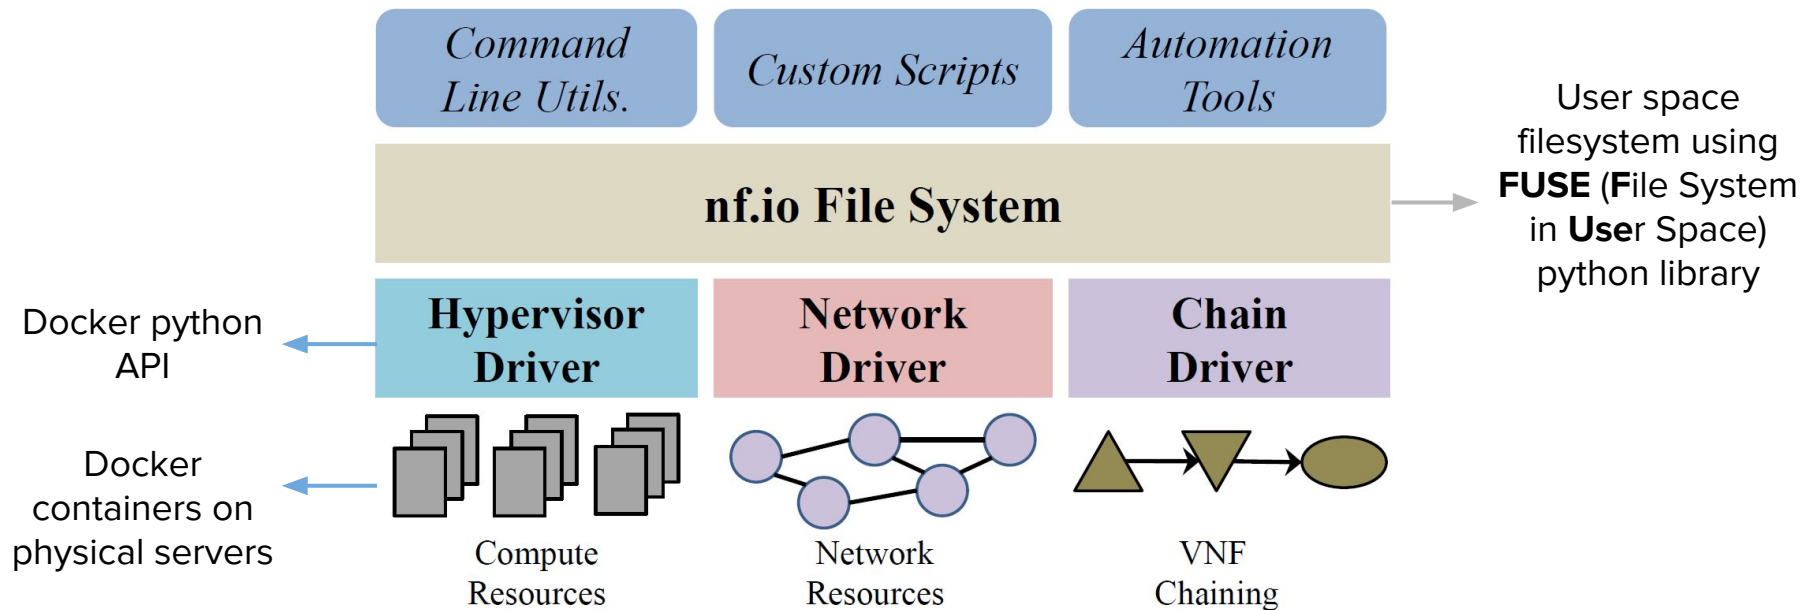 Command
Line Utils.
Custom Scripts
Automation
Tools
User space
filesystem using
FUSE (File System
in User Space)
python library
nf.io File System
Docker python
API
Hypervisor
Driver
Network
Driver
Chain
Driver
Docker
containers on
physical servers
Compute
Resources
Network
Resources
VNF
Chaining